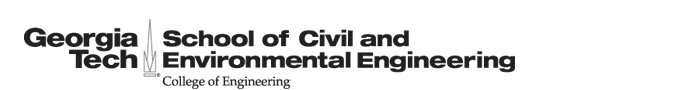 Georgia Tech
School of Civil and
Environmental Engineering
College of Engineering
®